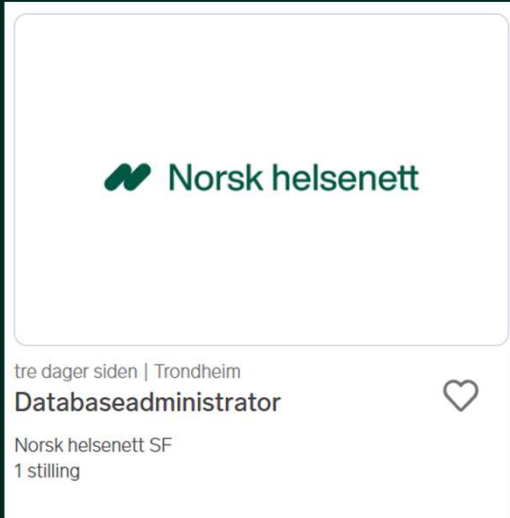 Norsk helsenett
tre dager siden | Trondheim
Databaseadministrator
Norsk helsenett SF
1 stilling